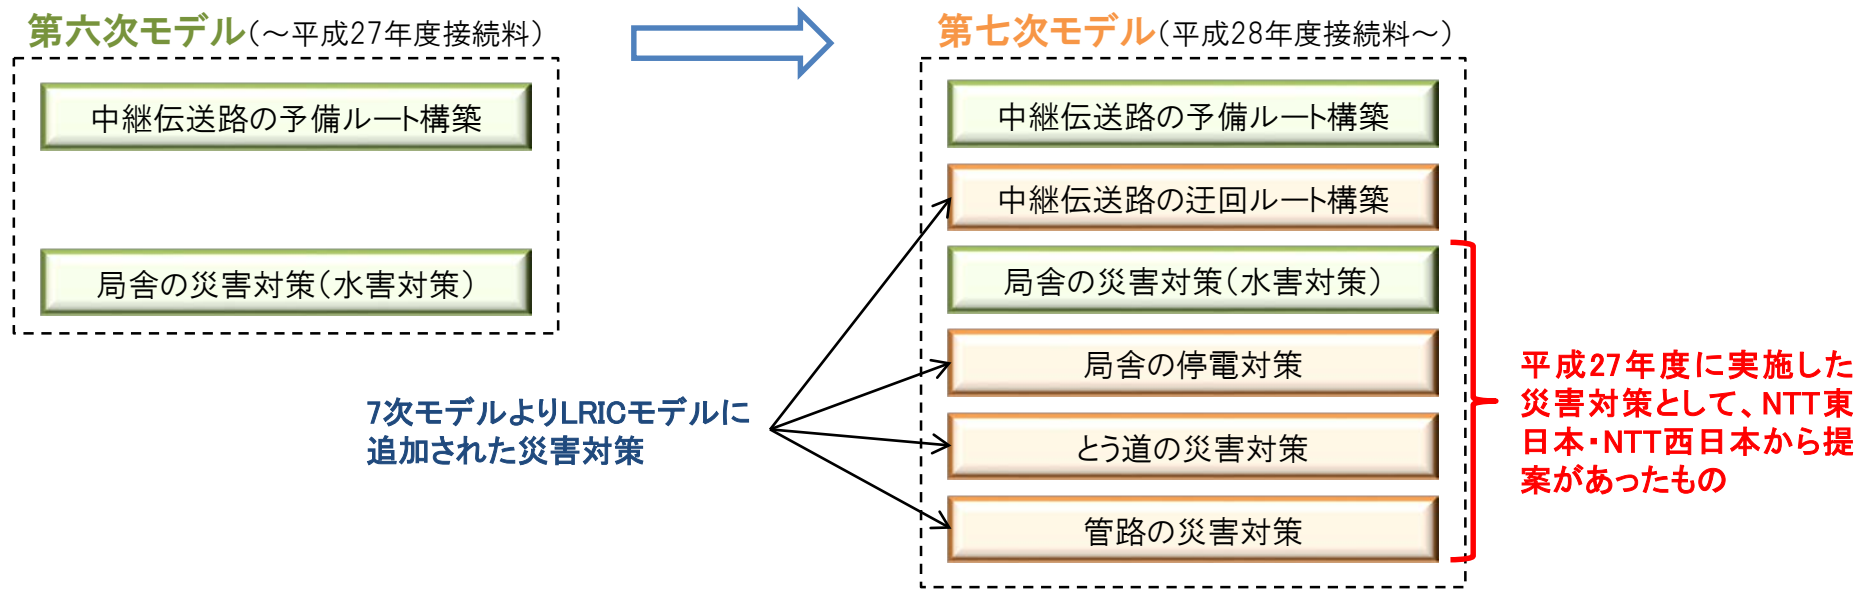 第六次モデル(～平成27年度接続料)
中継伝送路の予備ルート構築
局舎の災害対策(水害対策)
第七次モデル(平成28年度接続料～)
中継伝送路の予備ルート構築
中継伝送路の迂回ルート構築
局舎の災害対策(水害対策)
局舎の停電対策
とう道の災害対策
管路の災害対策
7次モデルよりLRICモデルに
追加された災害対策
平成27年度に実施した
災害対策として、NTT東
日本・NTT西日本から提
案があったもの